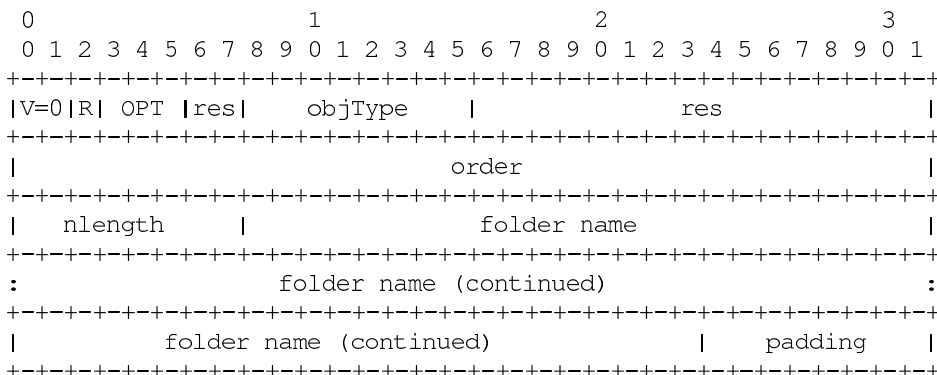 0                   1                   2                   3
 0 1 2 3 4 5 6 7 8 9 0 1 2 3 4 5 6 7 8 9 0 1 2 3 4 5 6 7 8 9 0 1
+-+-+-+-+-+-+-+-+-+-+-+-+-+-+-+-+-+-+-+-+-+-+-+-+-+-+-+-+-+-+-+-+
|V=0|R| OPT |res|    objType    |              res              |
+-+-+-+-+-+-+-+-+-+-+-+-+-+-+-+-+-+-+-+-+-+-+-+-+-+-+-+-+-+-+-+-+
|                             order                             |
+-+-+-+-+-+-+-+-+-+-+-+-+-+-+-+-+-+-+-+-+-+-+-+-+-+-+-+-+-+-+-+-+
|   nlength     |                folder name                    |
+-+-+-+-+-+-+-+-+-+-+-+-+-+-+-+-+-+-+-+-+-+-+-+-+-+-+-+-+-+-+-+-+
:                  folder name (continued)                      :
+-+-+-+-+-+-+-+-+-+-+-+-+-+-+-+-+-+-+-+-+-+-+-+-+-+-+-+-+-+-+-+-+
|          folder name (continued)              |    padding    |
+-+-+-+-+-+-+-+-+-+-+-+-+-+-+-+-+-+-+-+-+-+-+-+-+-+-+-+-+-+-+-+-+